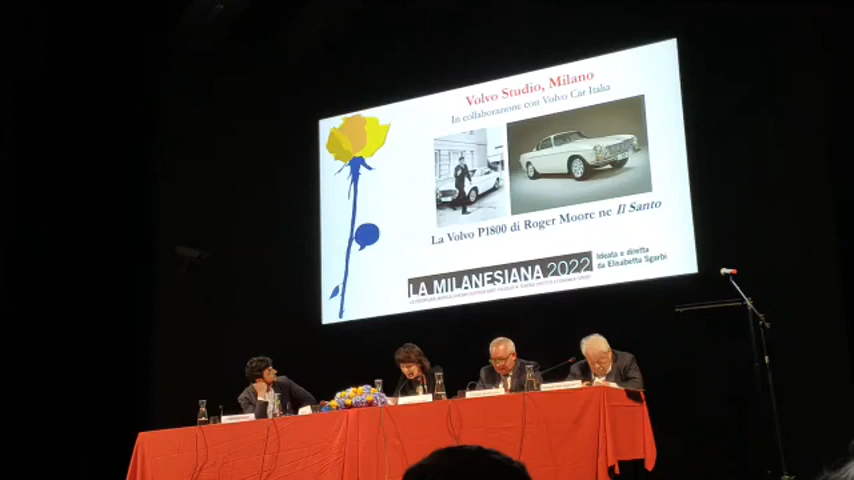 Volvo Studio, Milano
In collaborazione con Volvo Car Italia
La Volvo P1800 di Roger Moore ne Il Santo
LA MILANESIANA 2022
Ideata e diretta
da Elisabetta Sgarbi